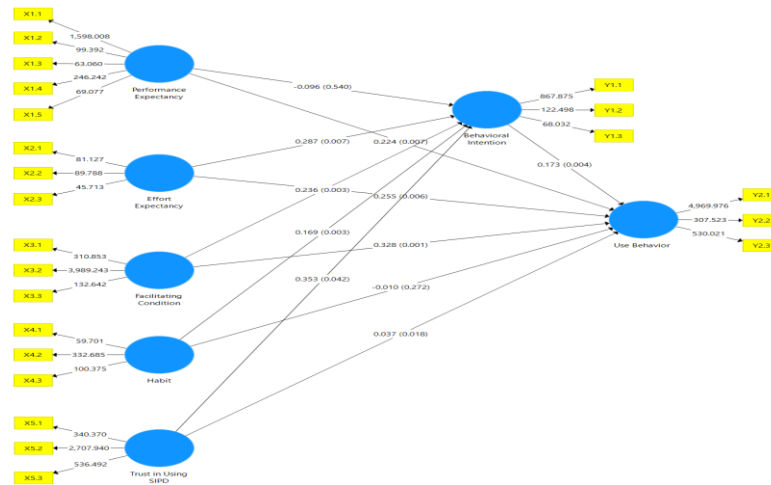 X1.1
X1.2
X1.3
X1.4
X1.5
1,598.008
99.392
63.060
246.242
69.077
Performance
Expectancy
X2.1
X2.2
X2.3
81.127
89.788
45.713
Effort
Expectancy
X3.1
X3.2
X3.3
310.853
3,989.243
132.642
Facilitating
Condition
X4.1
X4.2
X4.3
59.701
332.685
100.375
Habit
X5.1
X5.2
X5.3
340.370
2,707.940
536.492
Trust in Using
SIPD
-0.096 (0.540)
0.287 (0.007)
0.224 (0.007)
0.236 (0.003)
0.255 (0.006)
0.169 (0.003)
0.328 (0.001)
0.353 (0.042)
-0.010 (0.272)
0.037 (0.018)
Behavioral
Intention
867.875
122.498
68.032
Y1.1
Y1.2
Y1.3
0.173 (0.004)
Use Behavior
4,969.976
307.523
530.021
Y2.1
Y2.2
Y2.3